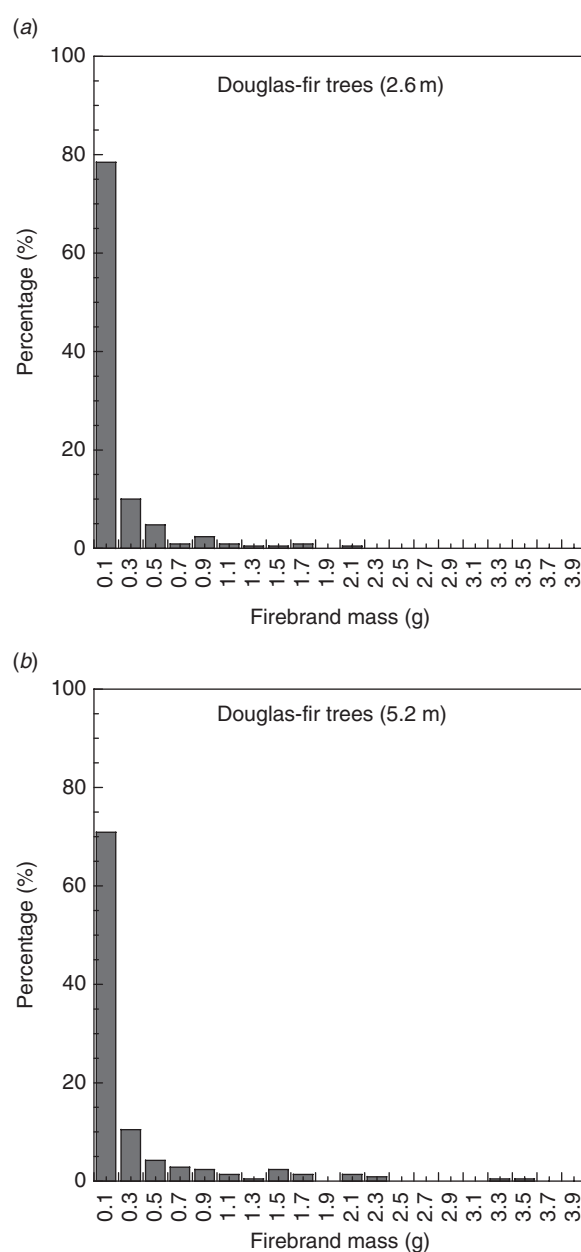 (a)
100
80
60
40
20
0
Percentage (%)
Douglas-fir trees (2.6 m)
0.1 0.3 0.5 0.7 0.9 1.1 1.3 1.5 1.7 1.9 2.1 2.3 2.5 2.7 2.9 3.1 3.3 3.5 3.7 3.9
Firebrand mass (g)
(b)
100
80
60
40
20
0
Percentage (%)
Douglas-fir trees (5.2 m)
0.1 0.3 0.5 0.7 0.9 1.1 1.3 1.5 1.7 1.9 2.1 2.3 2.5 2.7 2.9 3.1 3.3 3.5 3.7 3.9
Firebrand mass (g)